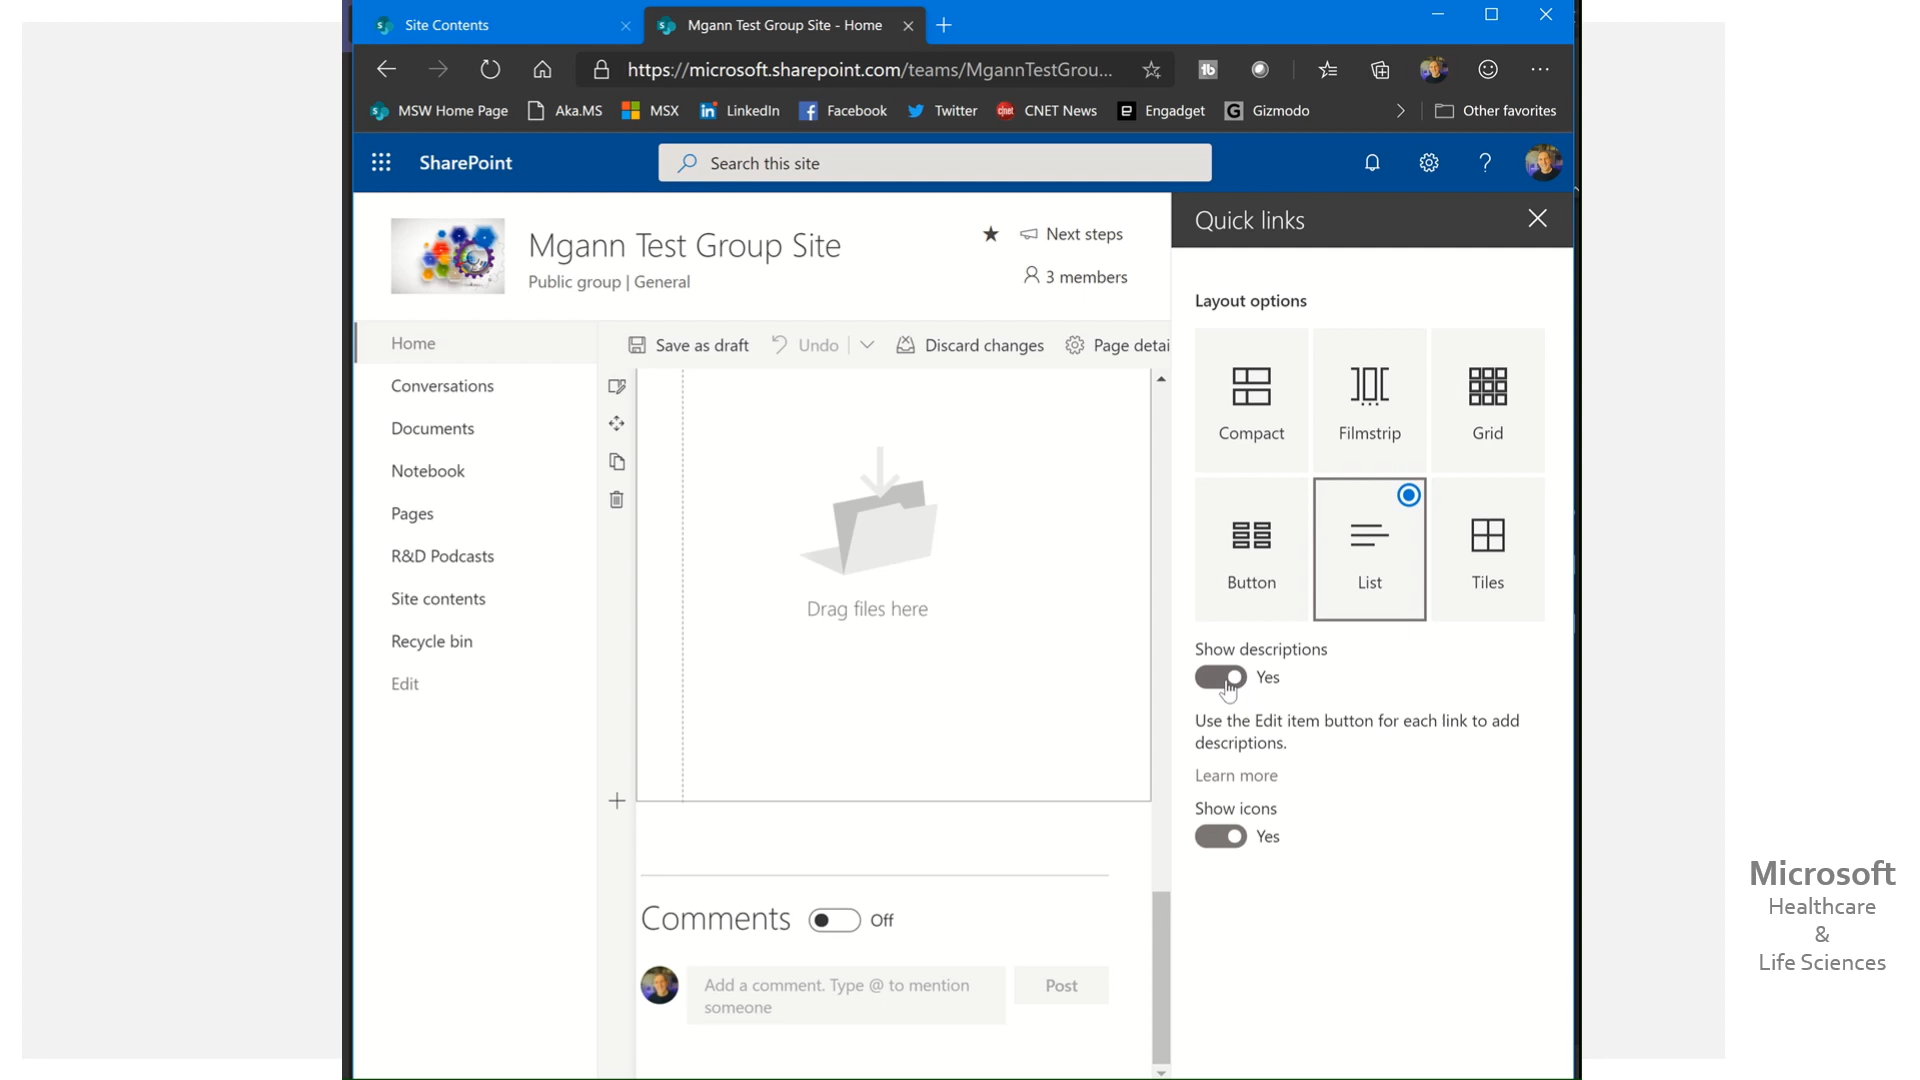 Site Contents
Mgann Test Group Site - Home
https://microsoft.sharepoint.com/teams/MgannTestGrou...
MSW Home Page
Aka.MS
MSX
LinkedIn
Facebook
Twitter
CNET News
Engadget
Gizmodo
Other favorites
SharePoint
Search this site
Mgann Test Group Site
Public group | General
Next steps
3 members
Home
Conversations
Documents
Notebook
Pages
R&D Podcasts
Site contents
Recycle bin
Edit
Save as draft
Undo
Discard changes
Page detai
Drag files here
Comments
Off
Add a comment. Type @ to mention
someone
Post
Quick links
Layout options
Compact
Filmstrip
Grid
Button
List
Tiles
Show descriptions
Yes
Use the Edit item button for each link to add
descriptions.
Learn more
Show icons
Yes
Microsoft
Healthcare
&
Life Sciences